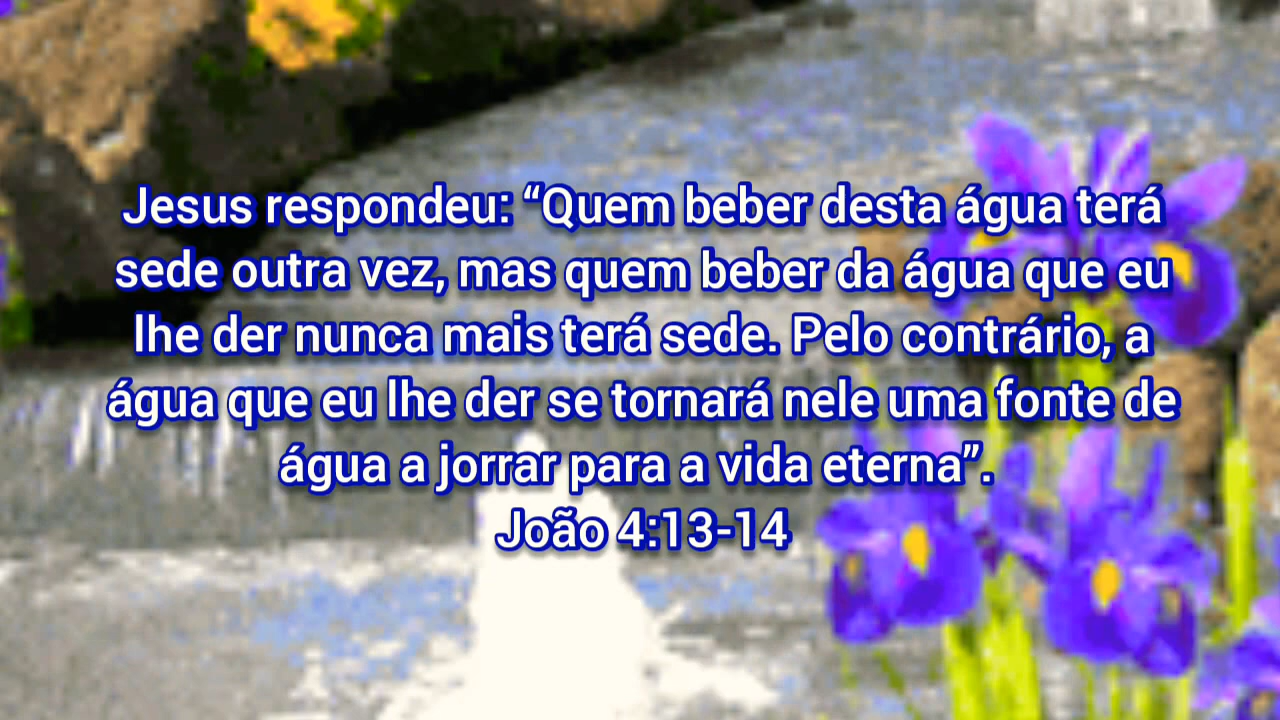 Jesus respondeu: “Quem beber desta água terá
sede outra vez, mas quem beber da água que eu
lhe der nunca mais terá sede. Pelo contrário, a
água que eu lhe der se tornará nele uma fonte de
água a jorrar para a vida eterna”.
João 4:13-14